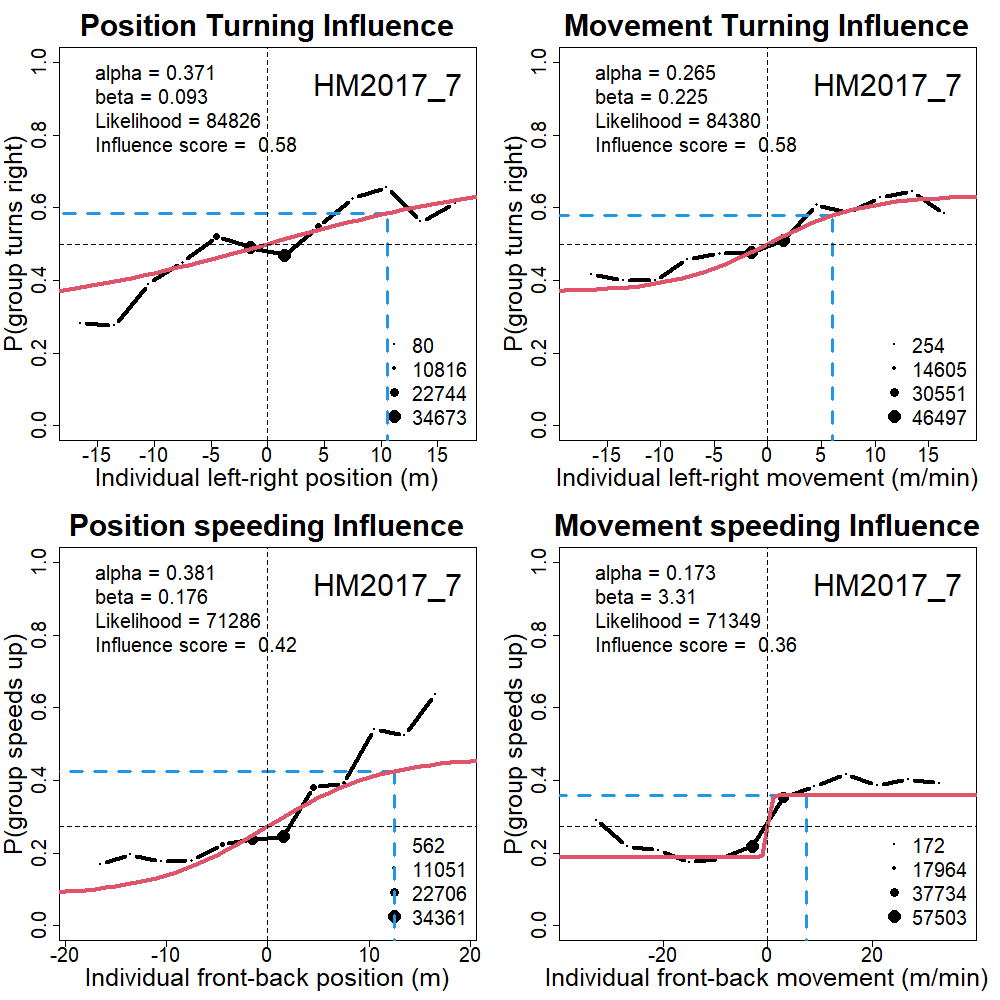 Position Turning Influence
alpha = 0.371
beta = 0.093
Likelihood = 84826
Influence score = 0.58
HM2017_7
P(group turns right)
0.0
0.2
0.4
0.6
0.8
1.0
80
10816
22744
34673
-15
-10
-5
0
5
10
15
Individual left-right position (m)
Movement Turning Influence
alpha = 0.265
beta = 0.225
Likelihood = 84380
Influence score = 0.58
HM2017_7
P(group turns right)
0.0
0.2
0.4
0.6
0.8
1.0
254
14605
30551
46497
-15
-10
-5
0
5
10
15
Individual left-right movement (m/min)
Position speeding Influence
alpha = 0.381
beta = 0.176
Likelihood = 71286
Influence score = 0.42
HM2017_7
P(group speeds up)
0.0
0.2
0.4
0.6
0.8
1.0
562
11051
22706
34361
-20
-10
0
10
20
Individual front-back position (m)
Movement speeding Influence
alpha = 0.173
beta = 3.31
Likelihood = 71349
Influence score = 0.36
HM2017_7
P(group speeds up)
0.0
0.2
0.4
0.6
0.8
1.0
172
17964
37734
57503
-20
0
20
Individual front-back movement (m/min)